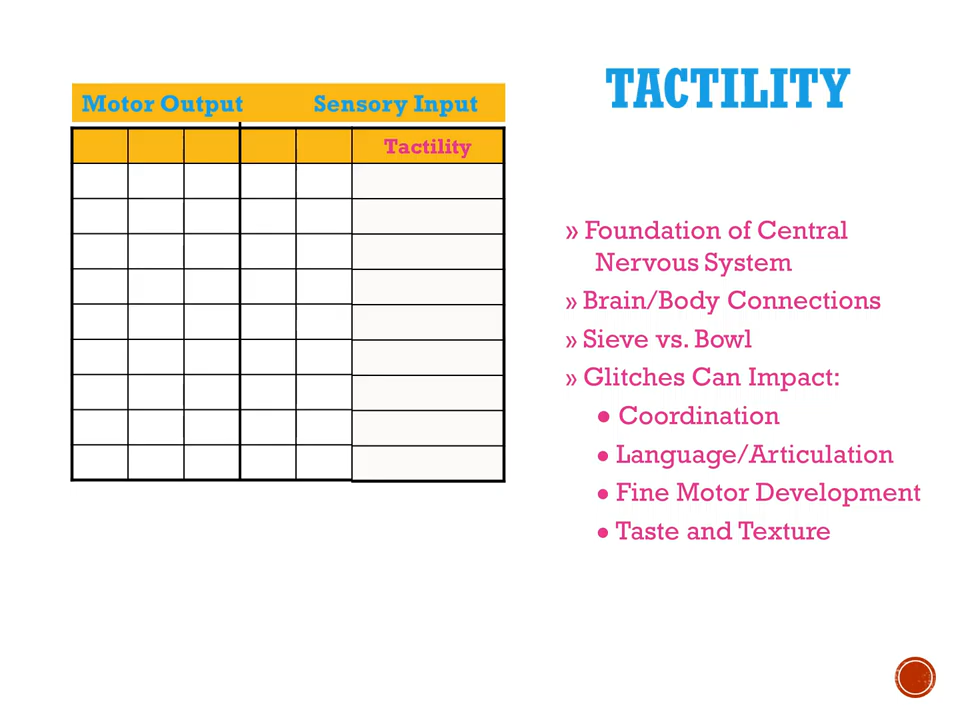 TACTILITY
Motor Output Sensory Input
Tactility
» Foundation of Central
Nervous System
» Brain/Body Connections
» Sieve vs. Bowl
» Glitches Can Impact:
● Coordination
● Language/Articulation
● Fine Motor Development
● Taste and Texture